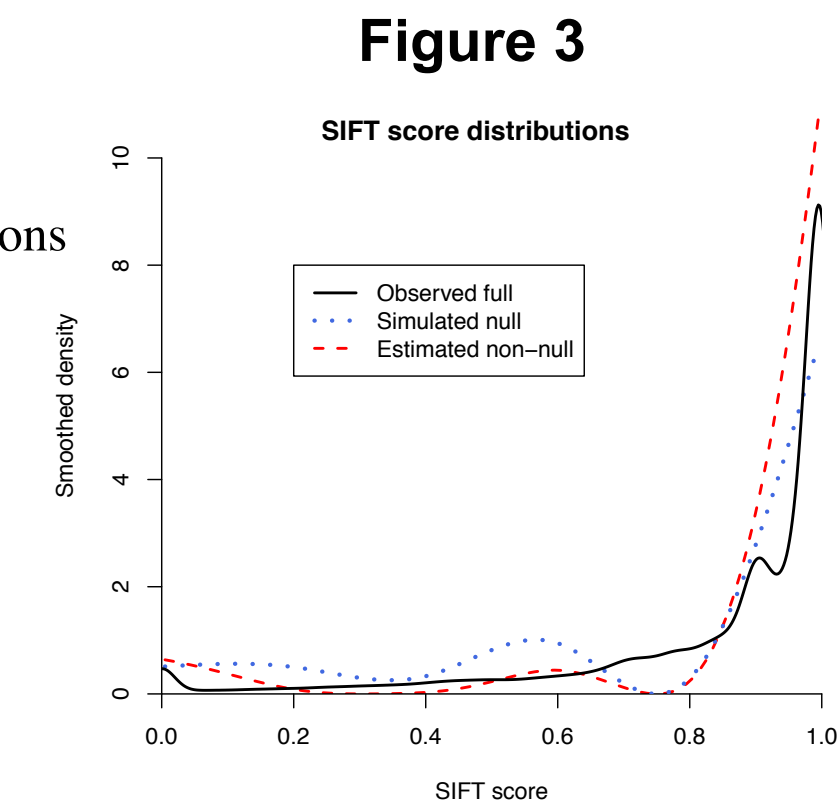 Figure 3
SIFT score distributions
ons
Observed full
Simulated null
Estimated non−null
Smoothed density
10
8
6
4
2
0
0.0 0.2 0.4 0.6 0.8 1.0
SIFT score